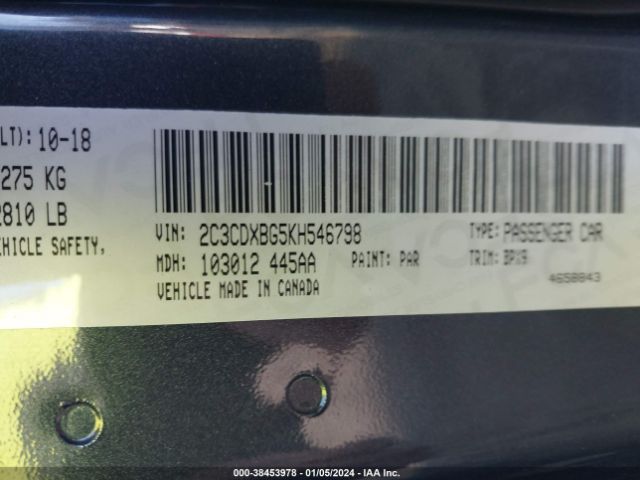 LT): 10-18
275 KG
2810 LB
EHICLE SAFETY,
VIN: 2C3CDXBG5KH546798
TYPE: PASSENGER CAR
MDH: 103012 445AA
PAINT: PAR
TRIM: BPX9
VEHICLE MADE IN CANADA
4658843
000-38453978 - 01/05/2024 - IAA Inc.